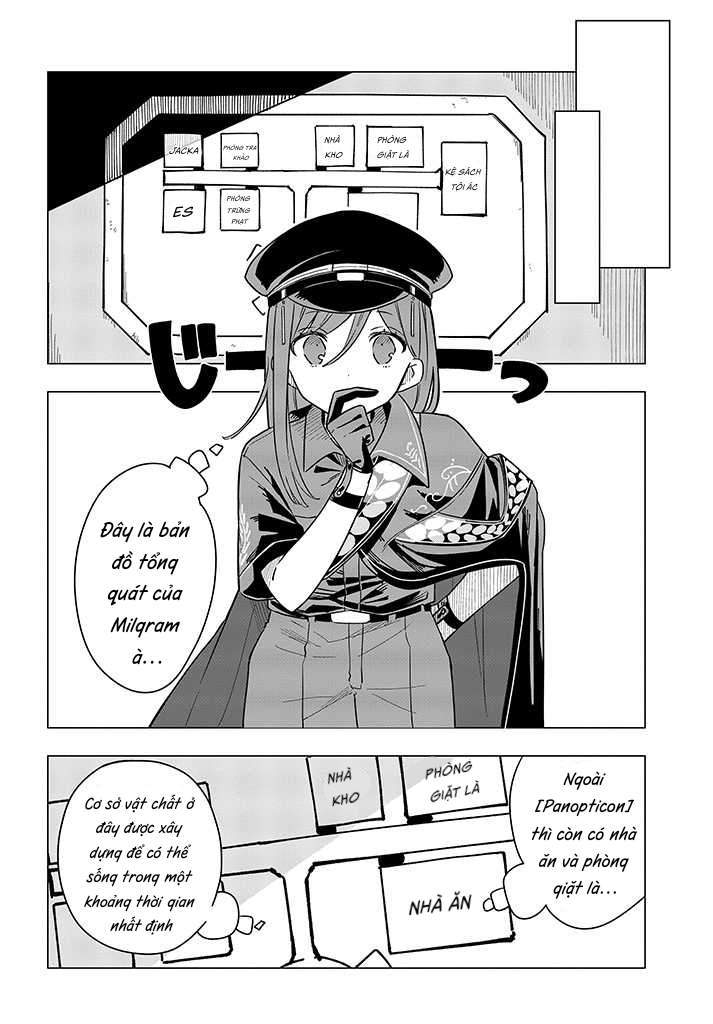 JACKA
PHÒNG TRA
KHẢO
NHÀ
KHO
PHÒNG
GIẶT LÀ
KỆ SÁCH
TỘI ÁC
ES
PHÒNG
TRỪNG
PHẠT
じーっ
Đây là bản
đồ tổng
quát của
Milgram
à...
NHÀ
KHO
PHÒNG
GIẶT LÀ
Ngoài
[Panopticon]
thì còn có nhà
ăn và phòng
giặt là...
Cơ sở vật chất ở
đây được xây
dựng để có thể
sống trong một
khoảng thời gian
nhất định
NHÀ ĂN